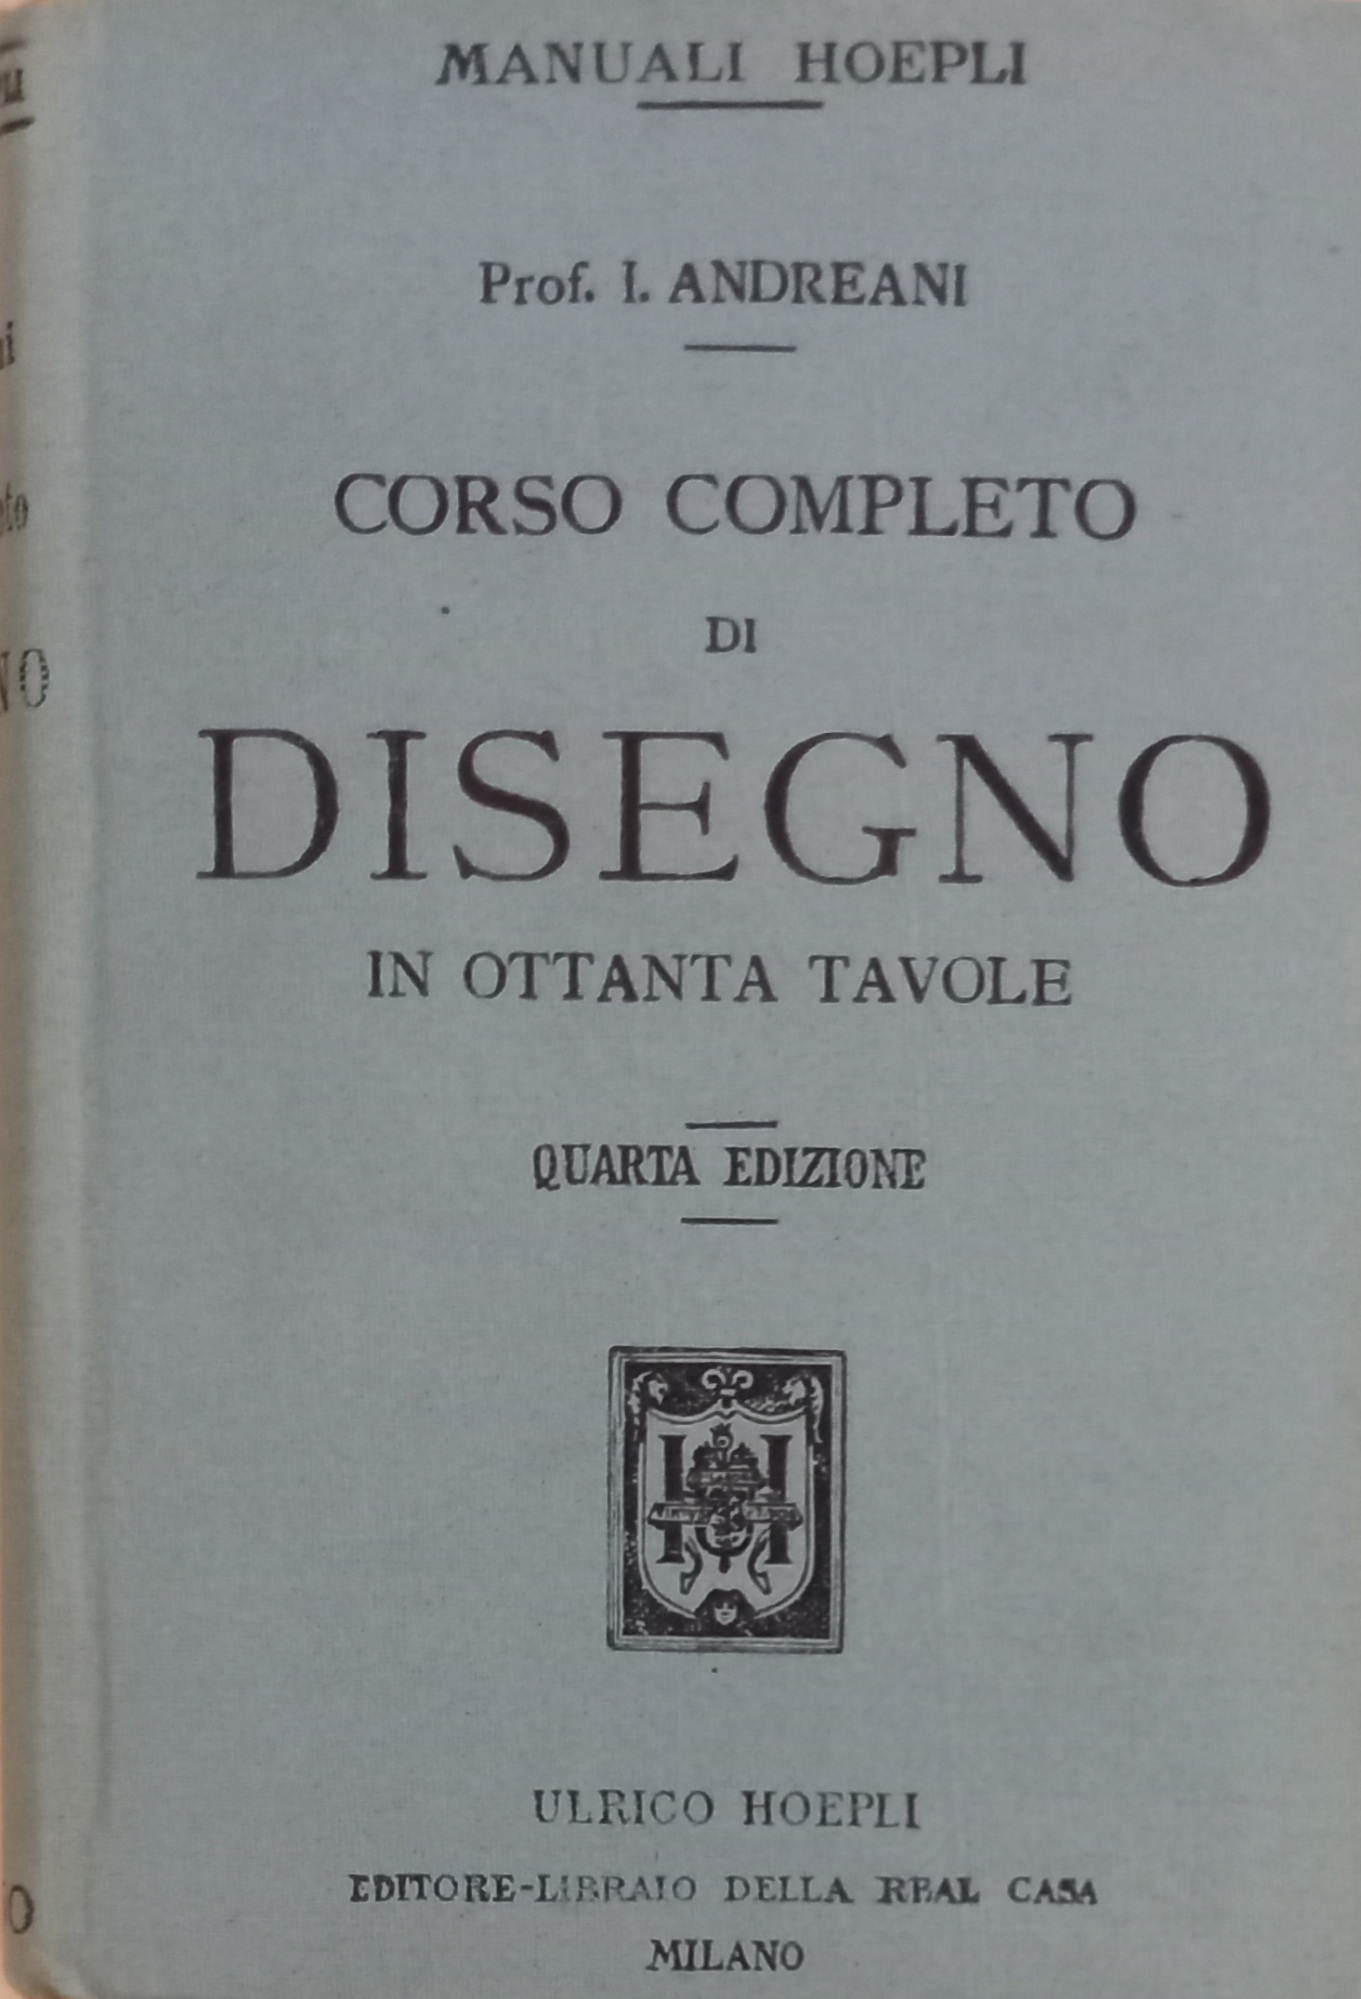 MANUALI HOEPLI
Prof. I. ANDREANI
CORSO COMPLETO
DI
DISEGNO
IN OTTANTA TAVOLE
QUARTA EDIZIONE
H
ULRICO HOEPLI
EDITORE-LIBRAIO DELLA REAL CASA
MILANO